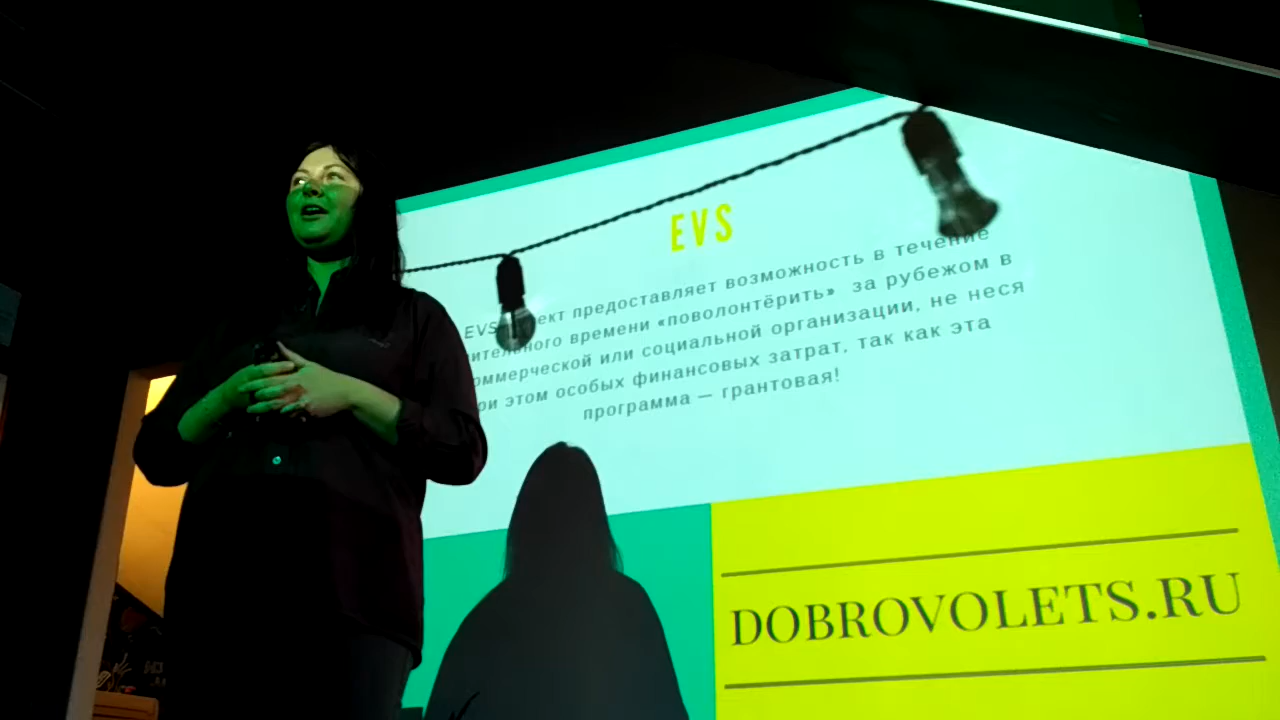 EVS
EVS предоставляет возможность в течение
времени «поволонтёрить» за рубежом в
или социальной организации, не неся
этом особых финансовых затрат, так как эта
программа — грантовая!
DOBROVOLETS.RU